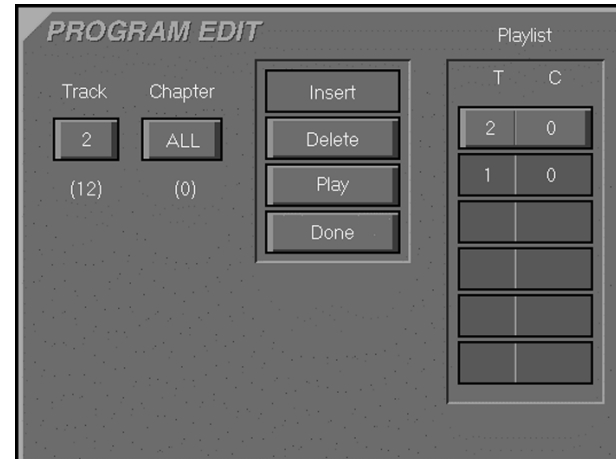 PROGRAM EDIT
Playlist
Track Chapter
2 ALL
(12) (0)
Insert
Delete
Play
Done
T C
2 0
1 0